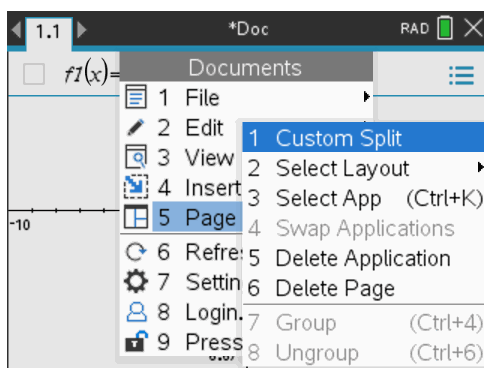 1.1 *Doc RAD
f1(x)=
Documents
1 File
2 Edit
3 View
4 Insert
5 Page
6 Refre
7 Settin
8 Login.
9 Press
1 Custom Split
2 Select Layout
3 Select App (Ctrl+K)
4 Swap Applications
5 Delete Application
6 Delete Page
7 Group (Ctrl+4)
8 Ungroup (Ctrl+6)
-10